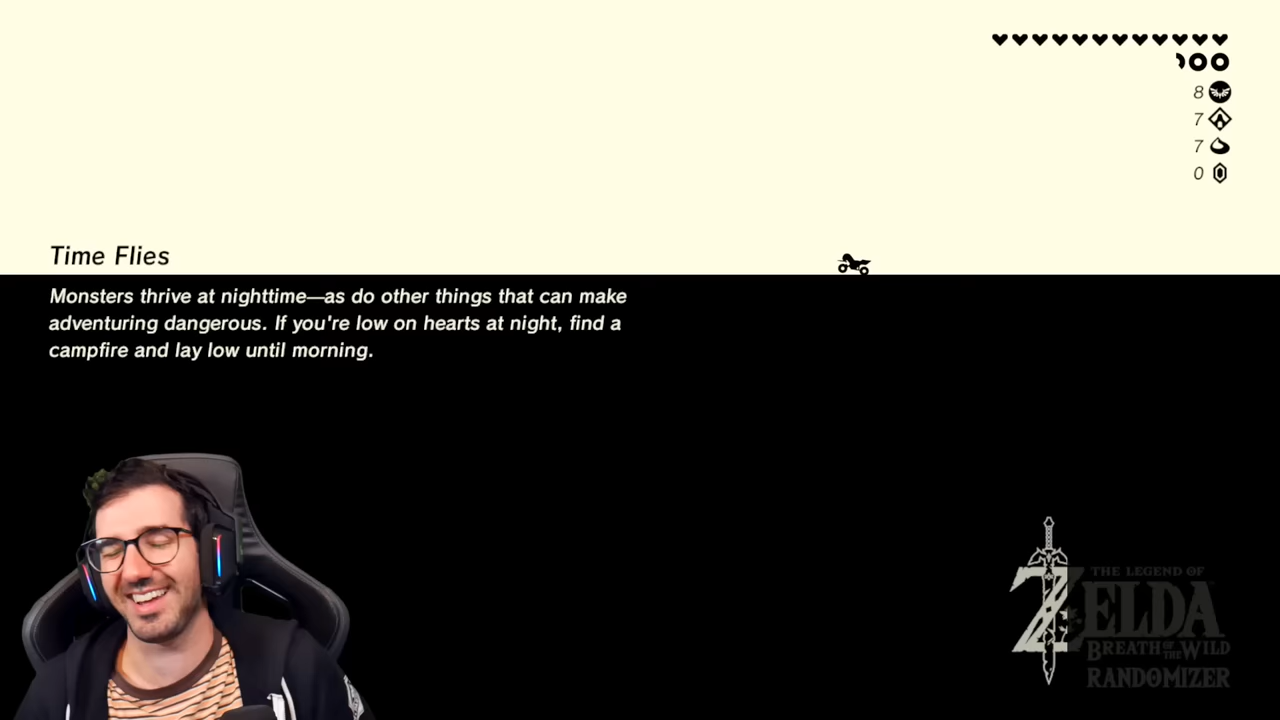 8
7
7
0
Time Flies
Monsters thrive at nighttime—as do other things that can make
adventuring dangerous. If you're low on hearts at night, find a
campfire and lay low until morning.
THE LEGEND OF
ZELDA
BREATH OF THE WILD
RANDOMIZER